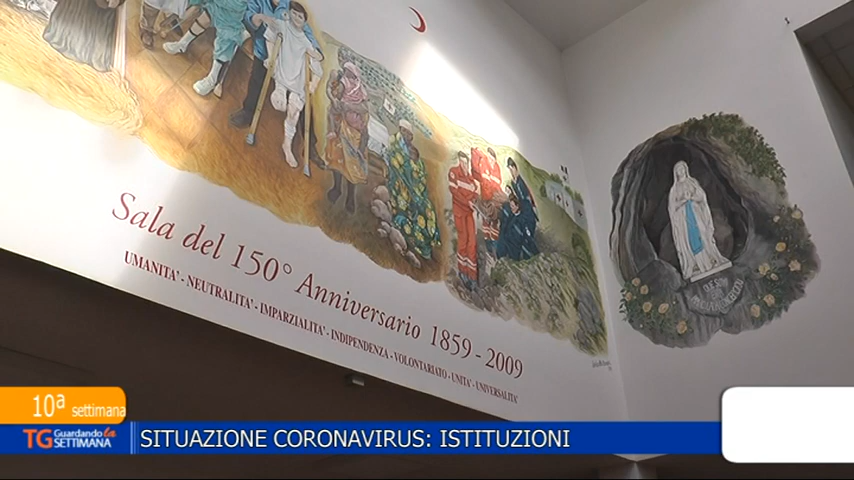 Sala del 150° Anniversario 1859 - 2009
UMANITA' - NEUTRALITA' - IMPARZIALITA' - INDIPENDENZA - VOLONTARIATO - UNITA' - UNIVERSALITA'
10ª settimana
TG Guardando la SETTIMANA
SITUAZIONE CORONAVIRUS: ISTITUZIONI